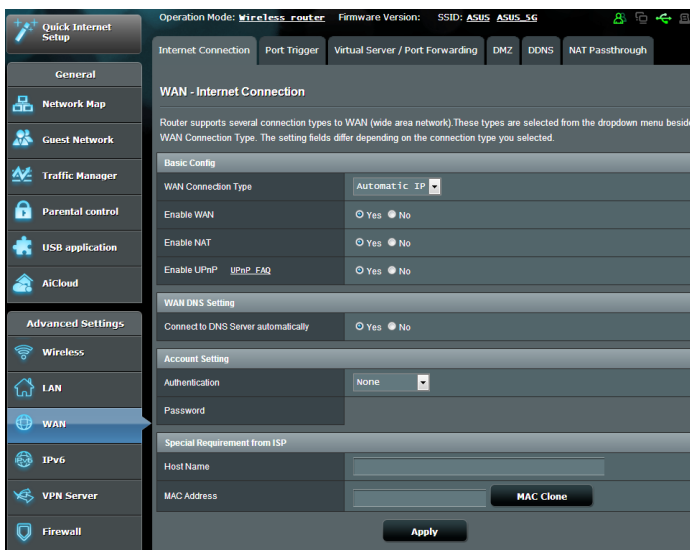 Quick Internet
Setup
Operation Mode: Wireless router Firmware Version: SSID: ASUS ASUS_5G
Internet Connection Port Trigger Virtual Server / Port Forwarding DMZ DDNS NAT Passthrough
General
Network Map
Guest Network
Traffic Manager
Parental control
USB application
AiCloud
Advanced Settings
Wireless
LAN
WAN
IPv6
VPN Server
Firewall
WAN - Internet Connection
Router supports several connection types to WAN (wide area network).These types are selected from the dropdown menu besid
WAN Connection Type. The setting fields differ depending on the connection type you selected.
Basic Config
WAN Connection Type Automatic IP
Enable WAN Yes No
Enable NAT Yes No
Enable UPnP UPnP FAQ Yes No
WAN DNS Setting
Connect to DNS Server automatically Yes No
Account Setting
Authentication None
Password
Special Requirement from ISP
Host Name
MAC Address MAC Clone
Apply